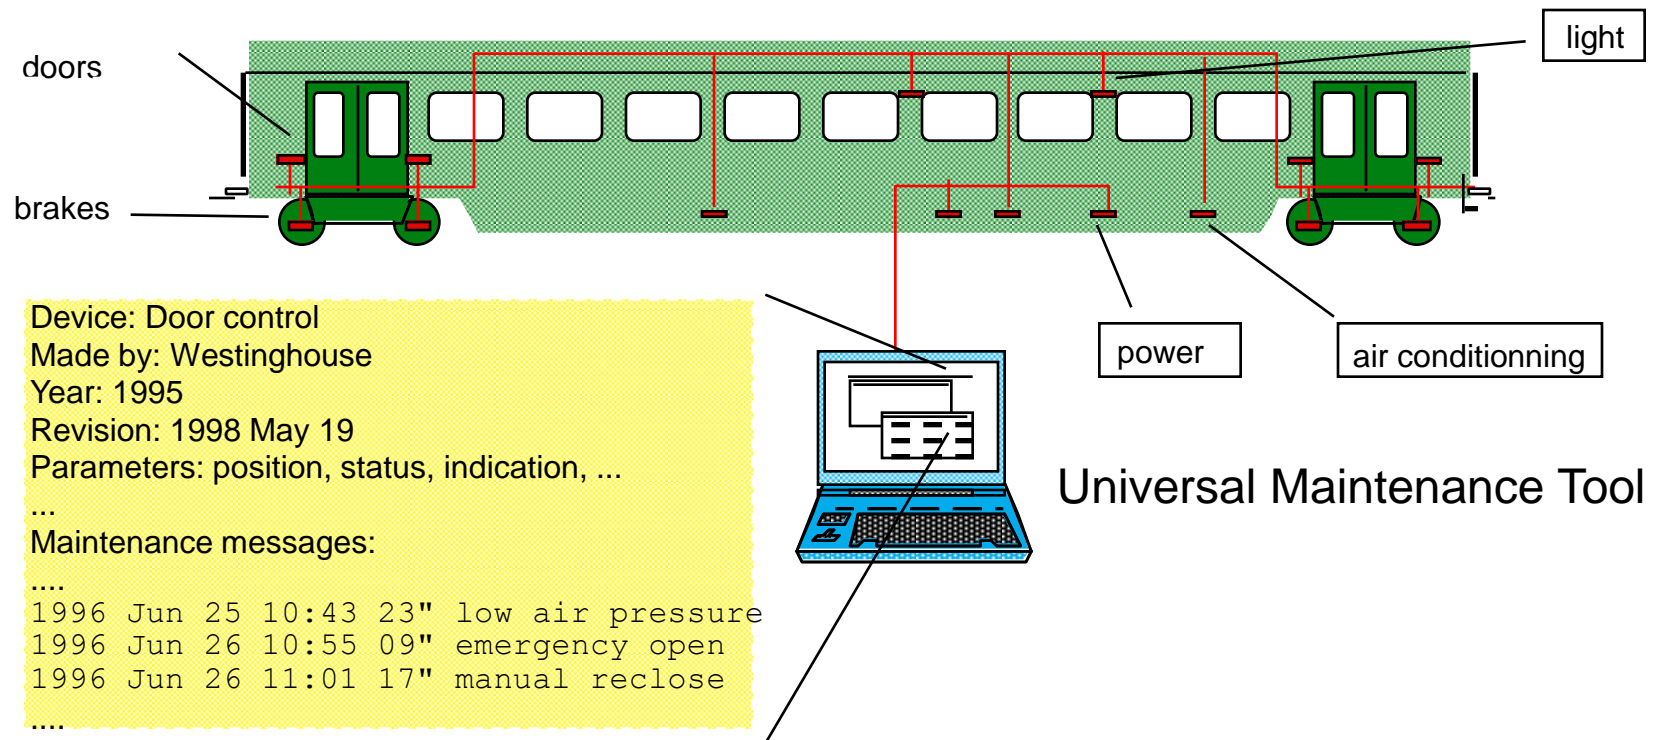 light
doors
brakes
power
air conditionning
Universal Maintenance Tool
Device: Door control
Made by: Westinghouse
Year: 1995
Revision: 1998 May 19
Parameters: position, status, indication, ...
...
Maintenance messages:
....
1996 Jun 25 10:43 23" low air pressure
1996 Jun 26 10:55 09" emergency open
1996 Jun 26 11:01 17" manual reclose
....